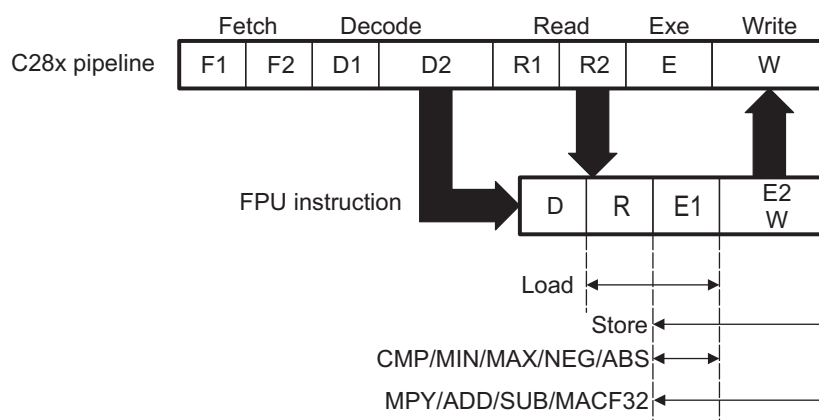 Fetch Decode Read Exe Write
C28x pipeline F1 F2 D1 D2 R1 R2 E W
FPU instruction D R E1 E2
W
Load
Store
CMP/MIN/MAX/NEG/ABS
MPY/ADD/SUB/MACF32